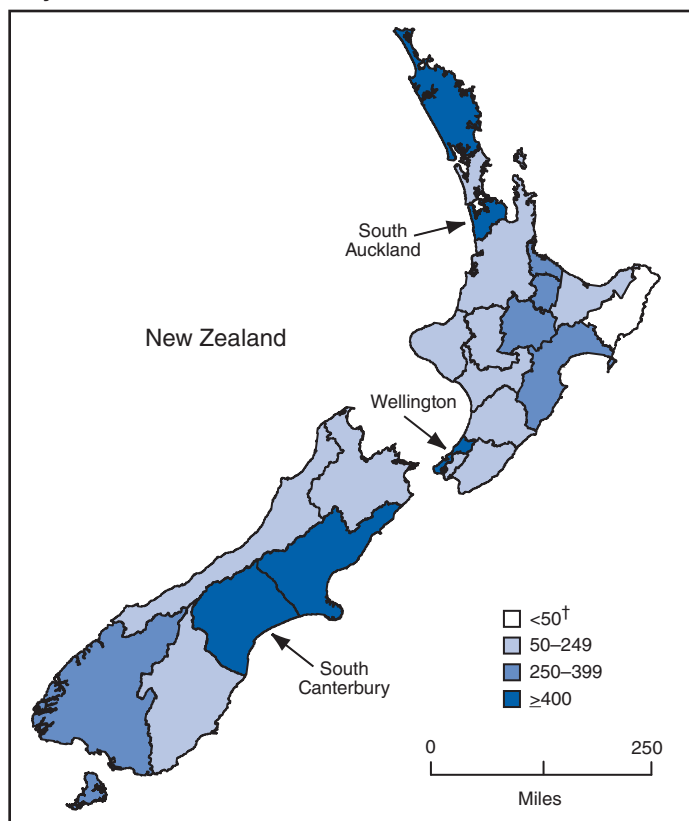 South
Auckland
New Zealand
Wellington
South
Canterbury
<50†
50–249
250–399
≥400
0 250
Miles